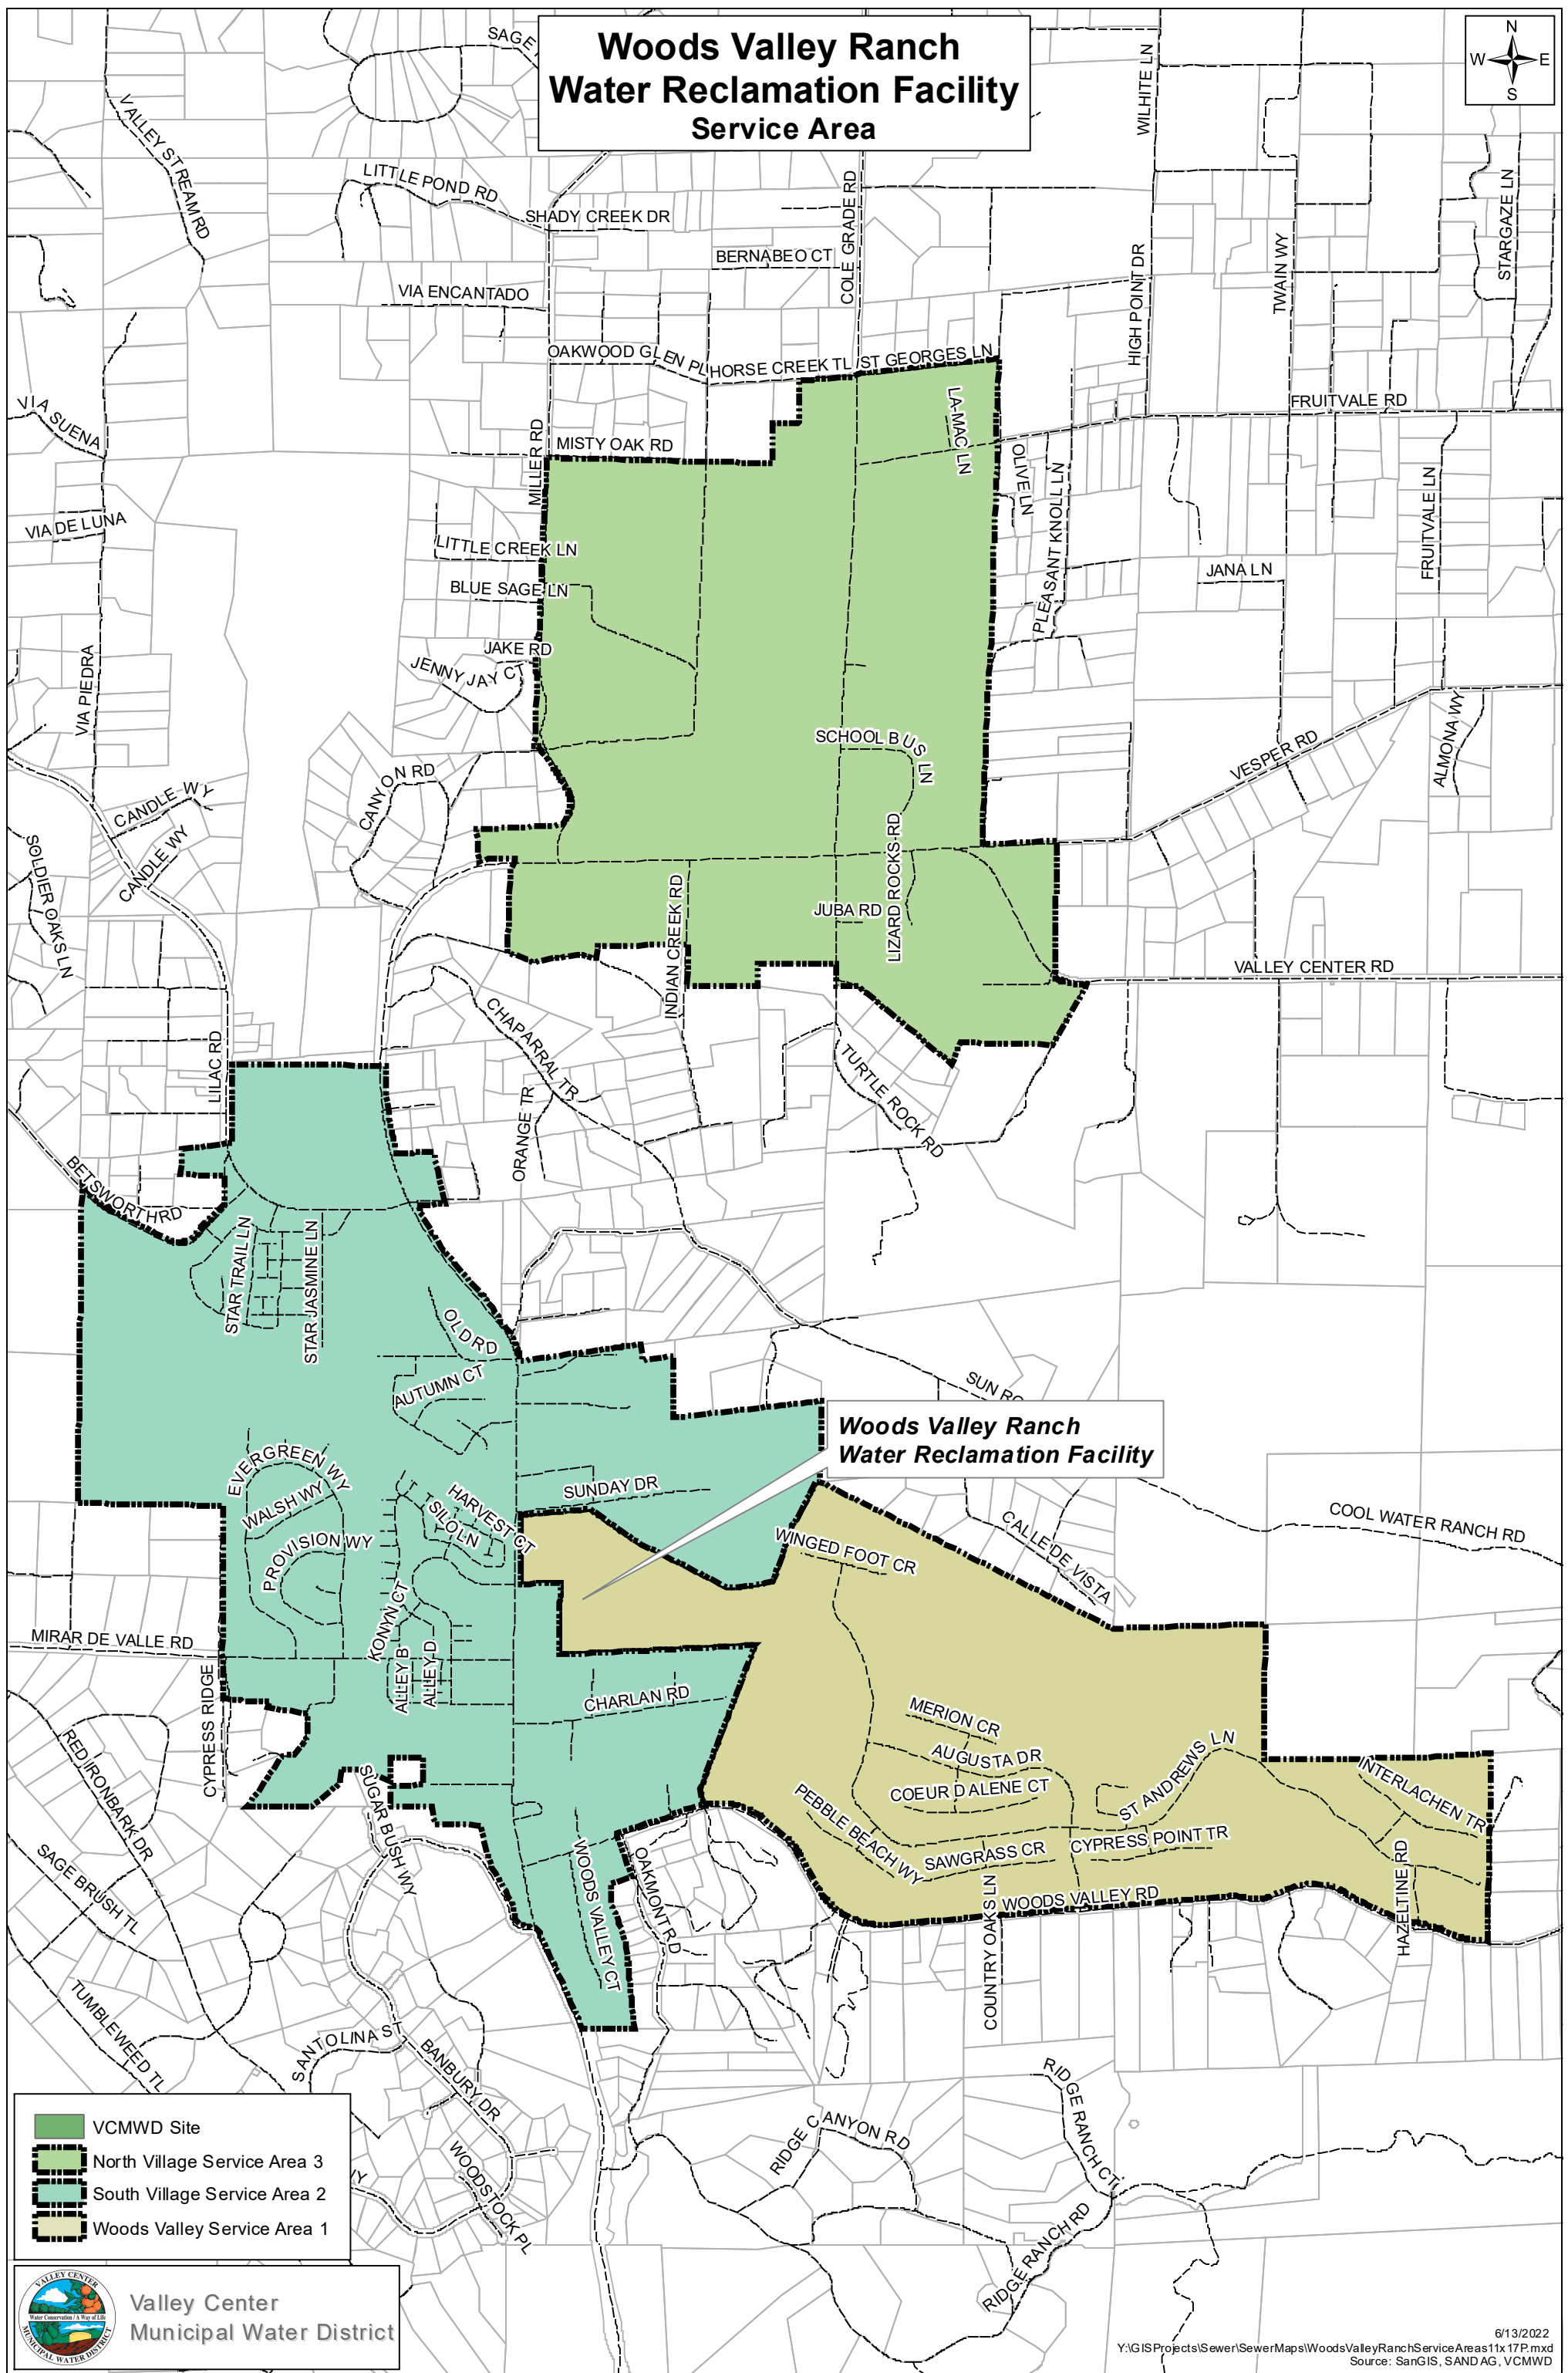 Woods Valley Ranch
Water Reclamation Facility
Service Area
N
W E
S
SAGE
WILHITE LN
VALLEY STREAM RD
LITTLE POND RD
SHADY CREEK DR
COLE GRADE RD
STARGAZE LN
BERNABEO CT
HIGH POINT DR
TWAIN WY
VIA ENCANTADO
OAKWOOD GLEN PL
HORSE CREEK TL
ST GEORGES LN
VIA SUENA
LA-MAC LN
FRUITVALE RD
MISTY OAK RD
MILLER RD
OLIVE LN
PLEASANT KNOLL LN
FRUITVALE LN
VIA DE LUNA
LITTLE CREEK LN
BLUE SAGE LN
JANA LN
JAKE RD
JENNY JAY CT
VIA PIEDRA
SCHOOL BUS LN
VESPER RD
ALMONA WY
CANYON RD
CANDLE WY
CANDLE WY
SOLDIER OAKS LN
LIZARD ROCKS RD
JUBA RD
INDIAN CREEK RD
VALLEY CENTER RD
CHAPARRAL TR
LILAC RD
ORANGE TR
TURTLE ROCK RD
BETSWORTH RD
STAR TRAIL LN
STAR JASMINE LN
OLD RD
AUTUMN CT
SUN RO
Woods Valley Ranch
Water Reclamation Facility
EVERGREEN WY
WALSH WY
HARVEST CT
SILO LN
SUNDAY DR
PROVISION WY
WINGED FOOT CR
CALLE DE VISTA
COOL WATER RANCH RD
KONYN CT
MIRAR DE VALLE RD
ALLEY B
ALLEY D
CYPRESS RIDGE
CHARLAN RD
MERION CR
AUGUSTA DR
COEUR D ALENE CT
ST ANDREWS LN
INTERLACHEN TR
RED IRONBARK DR
SUGAR BUSH WY
PEBBLE BEACH WY
SAWGRASS CR
CYPRESS POINT TR
WOODS VALLEY RD
HAZELTINE RD
SAGE BRUSH TL
WOODS VALLEY CT
OAKMONT RD
COUNTRY OAKS LN
TUMBLEWEED TL
SANTOLINA ST
BANBURY DR
RIDGE RANCH CT
RIDGE CANYON RD
WOODSTOCK PL
WY
RIDGE RANCH RD
VCMWD Site
North Village Service Area 3
South Village Service Area 2
Woods Valley Service Area 1
VALLEY CENTER
Water Conservation / A Way of Life
MUNICIPAL WATER DISTRICT
Valley Center
Municipal Water District
6/13/2022
Y:\GISProjects\Sewer\SewerMaps\WoodsValleyRanchServiceAreas11x17P.mxd
Source: SanGIS, SANDAG, VCMWD